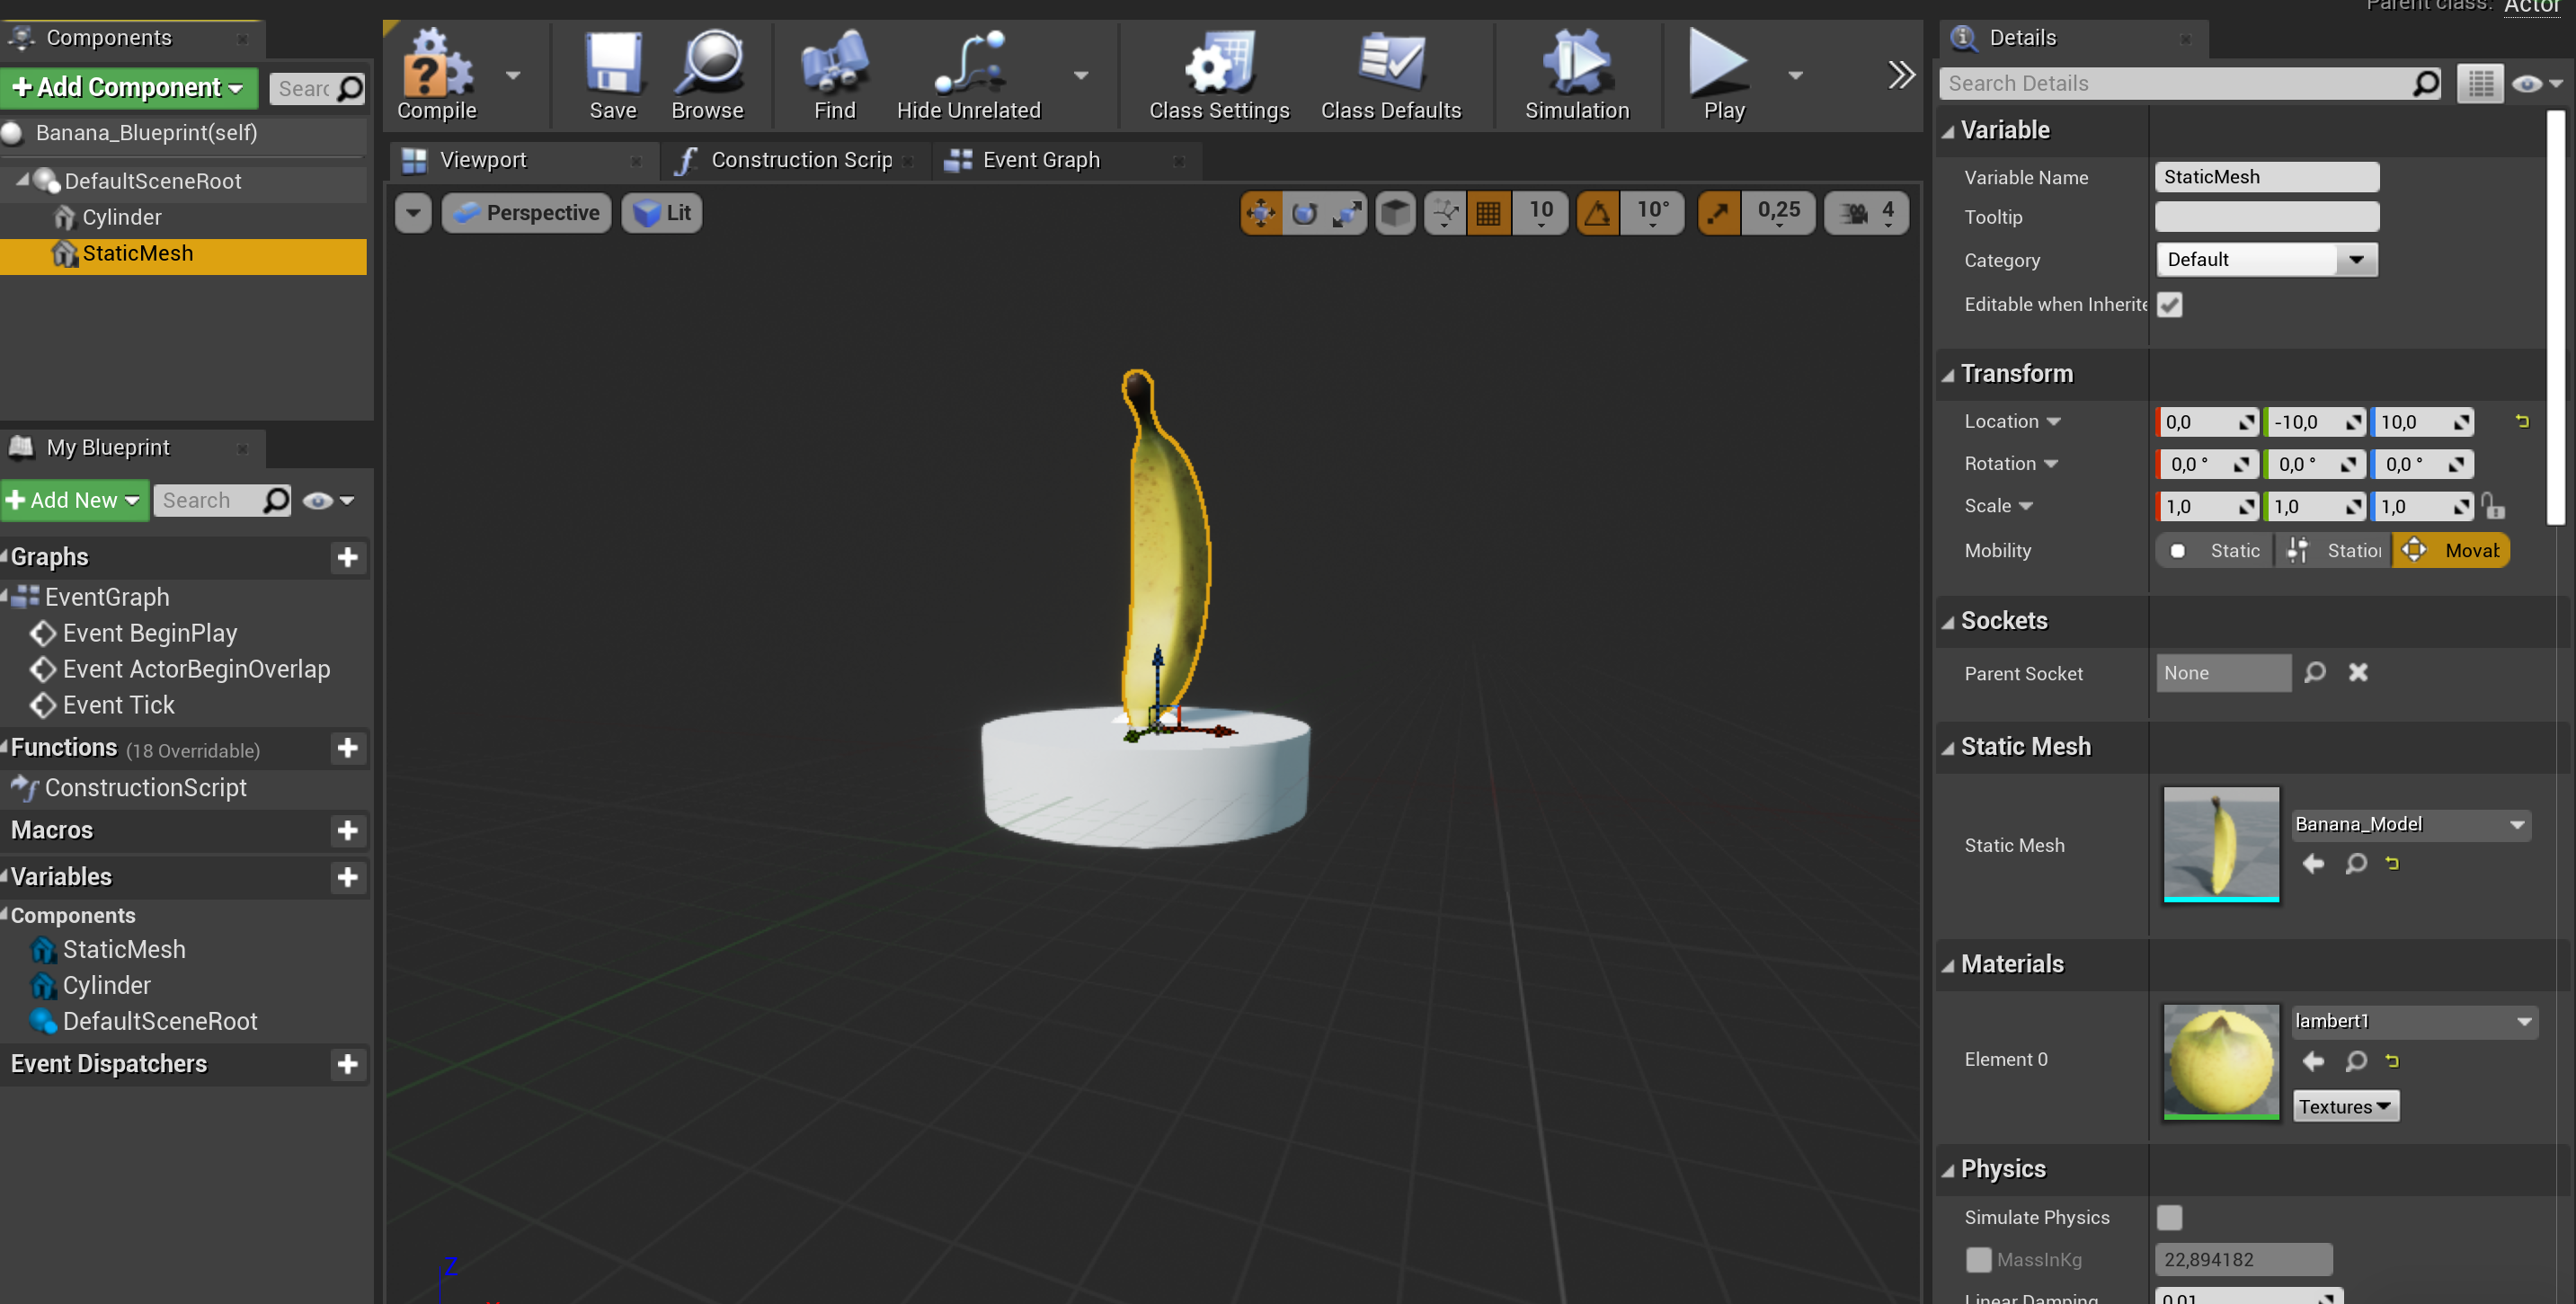 Parent class: Actor
Components
+ Add Component
Searc
Banana_Blueprint(self)
DefaultSceneRoot
Cylinder
StaticMesh
My Blueprint
+ Add New
Search
Graphs
EventGraph
Event BeginPlay
Event ActorBeginOverlap
Event Tick
Functions (18 Overridable)
ConstructionScript
Macros
Variables
Components
StaticMesh
Cylinder
DefaultSceneRoot
Event Dispatchers
Compile
Save
Browse
Find
Hide Unrelated
Class Settings
Class Defaults
Simulation
Play
Viewport
Construction Scrip
Event Graph
Perspective
Lit
10
10°
0,25
4
Z
Details
Search Details
Variable
Variable Name StaticMesh
Tooltip
Category Default
Editable when Inherite
Transform
Location 0,0 -10,0 10,0
Rotation 0,0 ° 0,0 ° 0,0 °
Scale 1,0 1,0 1,0
Mobility Static Statio Movab
Sockets
Parent Socket None
Static Mesh
Static Mesh Banana_Model
Materials
Element 0 lambert1
Textures
Physics
Simulate Physics
MassInKg 22,894182
Linear Damping 0,01